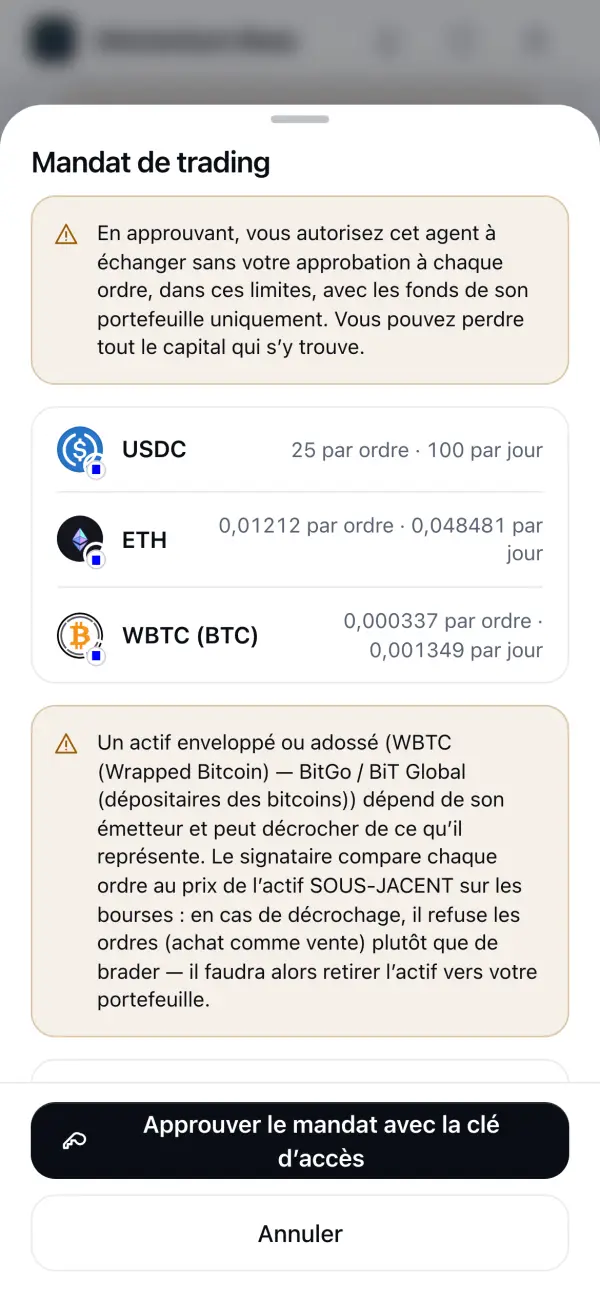 Mandat de trading
En approuvant, vous autorisez cet agent à
échanger sans votre approbation à chaque
ordre, dans ces limites, avec les fonds de son
portefeuille uniquement. Vous pouvez perdre
tout le capital qui s’y trouve.
USDC
25 par ordre · 100 par jour
ETH
0,01212 par ordre · 0,048481 par
jour
WBTC (BTC)
0,000337 par ordre ·
0,001349 par jour
Un actif enveloppé ou adossé (WBTC
(Wrapped Bitcoin) — BitGo / BiT Global
(dépositaires des bitcoins)) dépend de son
émetteur et peut décrocher de ce qu’il
représente. Le signataire compare chaque
ordre au prix de l’actif SOUS-JACENT sur les
bourses : en cas de décrochage, il refuse les
ordres (achat comme vente) plutôt que de
brader — il faudra alors retirer l’actif vers votre
portefeuille.
Approuver le mandat avec la clé
d’accès
Annuler